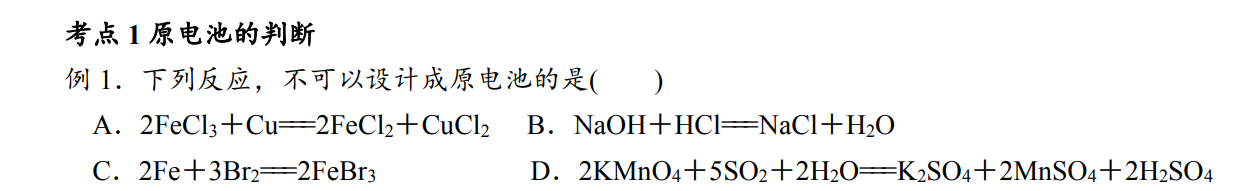 考点 1 原电池的判断
例 1．下列反应，不可以设计成原电池的是(　　)
A．2FeCl₃＋Cu══2FeCl₂＋CuCl₂　B．NaOH＋HCl══NaCl＋H₂O
C．2Fe＋3Br₂══2FeBr₃　D．2KMnO₄＋5SO₂＋2H₂O══K₂SO₄＋2MnSO₄＋2H₂SO₄